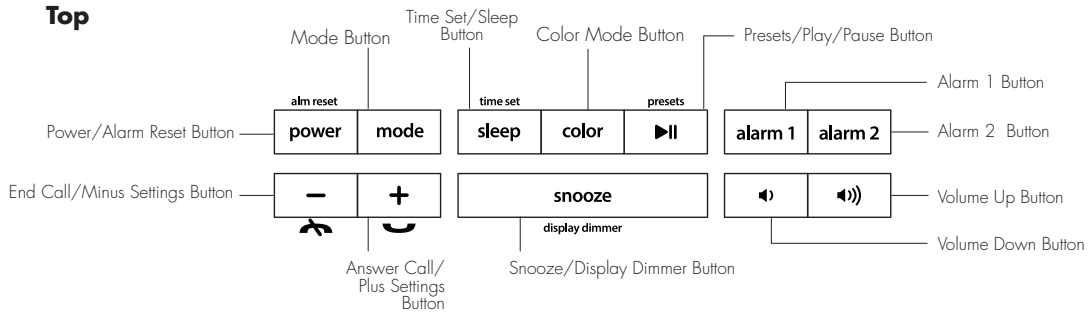 Top
Time Set/Sleep
Button
Mode Button
Color Mode Button
Presets/Play/Pause Button
Alarm 1 Button
alm reset
time set
presets
Power/Alarm Reset Button
power
mode
sleep
color
alarm 1
alarm 2
Alarm 2 Button
End Call/Minus Settings Button
−
+
snooze
Volume Up Button
display dimmer
Volume Down Button
Answer Call/
Plus Settings
Button
Snooze/Display Dimmer Button